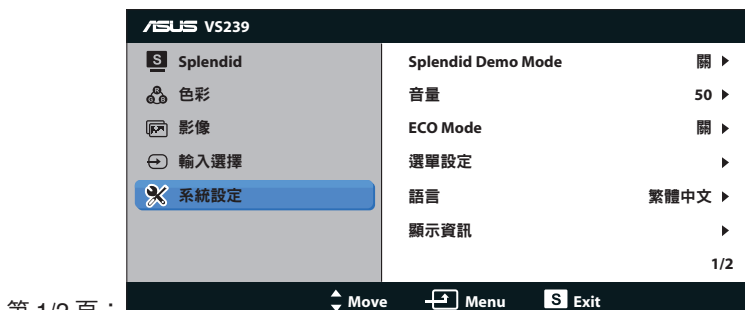 ASUS VS239
S Splendid
色彩
影像
輸入選擇
系統設定
Splendid Demo Mode 關
音量 50
ECO Mode 關
選單設定
語言 繁體中文
顯示資訊
1/2
第 1/2 頁：
Move Menu S Exit